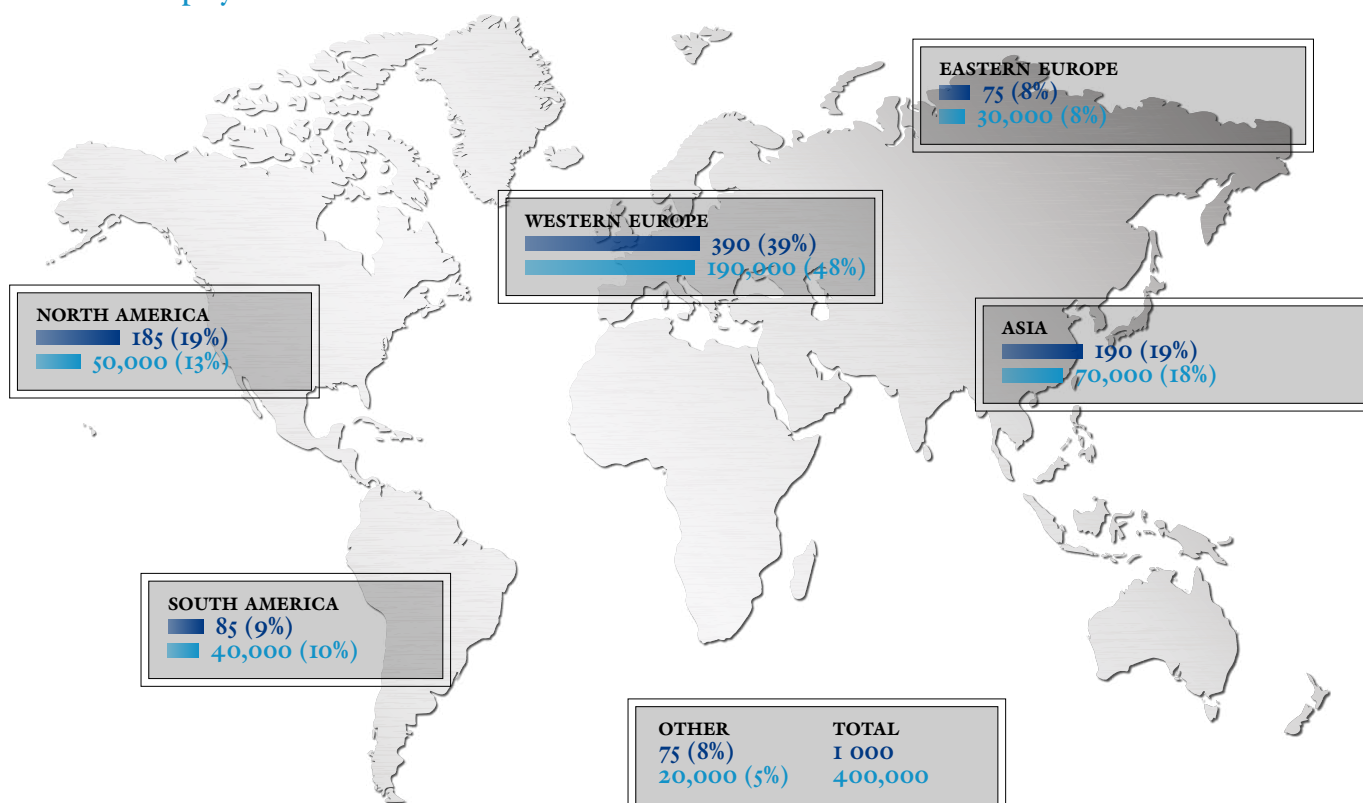 EASTERN EUROPE
75 (8%)
30,000 (8%)
WESTERN EUROPE
390 (39%)
190,000 (48%)
NORTH AMERICA
185 (19%)
50,000 (13%)
ASIA
190 (19%)
70,000 (18%)
SOUTH AMERICA
85 (9%)
40,000 (10%)
OTHER
75 (8%)
20,000 (5%)
TOTAL
1 000
400,000